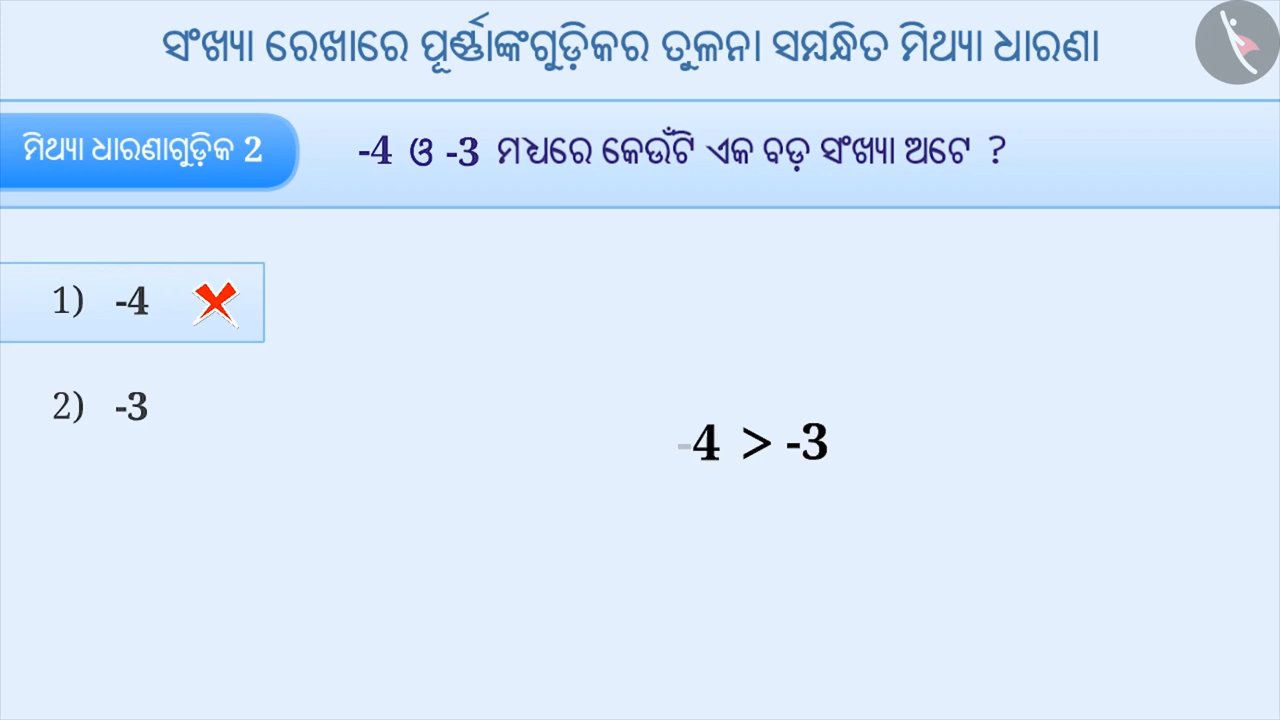 ସଂଖ୍ୟା ରେଖାରେ ପୂର୍ଣ୍ଣାଙ୍କଗୁଡ଼ିକର ତୁଳନା ସମ୍ବନ୍ଧିତ ମିଥ୍ୟା ଧାରଣା
ମିଥ୍ୟା ଧାରଣାଗୁଡ଼ିକ 2
-4 ଓ -3 ମଧ୍ୟରେ କେଉଁଟି ଏକ ବଡ଼ ସଂଖ୍ୟା ଅଟେ ?
1) -4
2) -3
-4 > -3